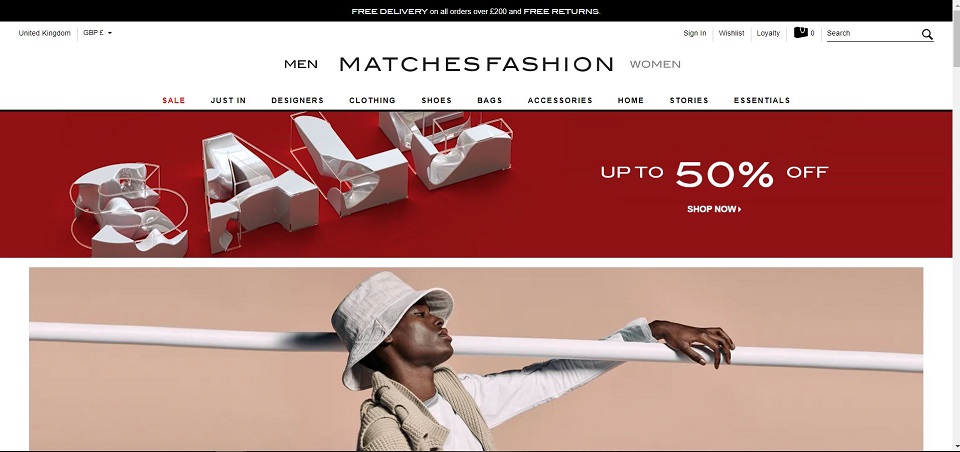 FREE DELIVERY on all orders over £200 and FREE RETURNS.
United Kingdom GBP £ Sign In Wishlist Loyalty 0 Search
MEN MATCHESFASHION WOMEN
SALE JUST IN DESIGNERS CLOTHING SHOES BAGS ACCESSORIES HOME STORIES ESSENTIALS
SALE
UP TO 50% OFF
SHOP NOW